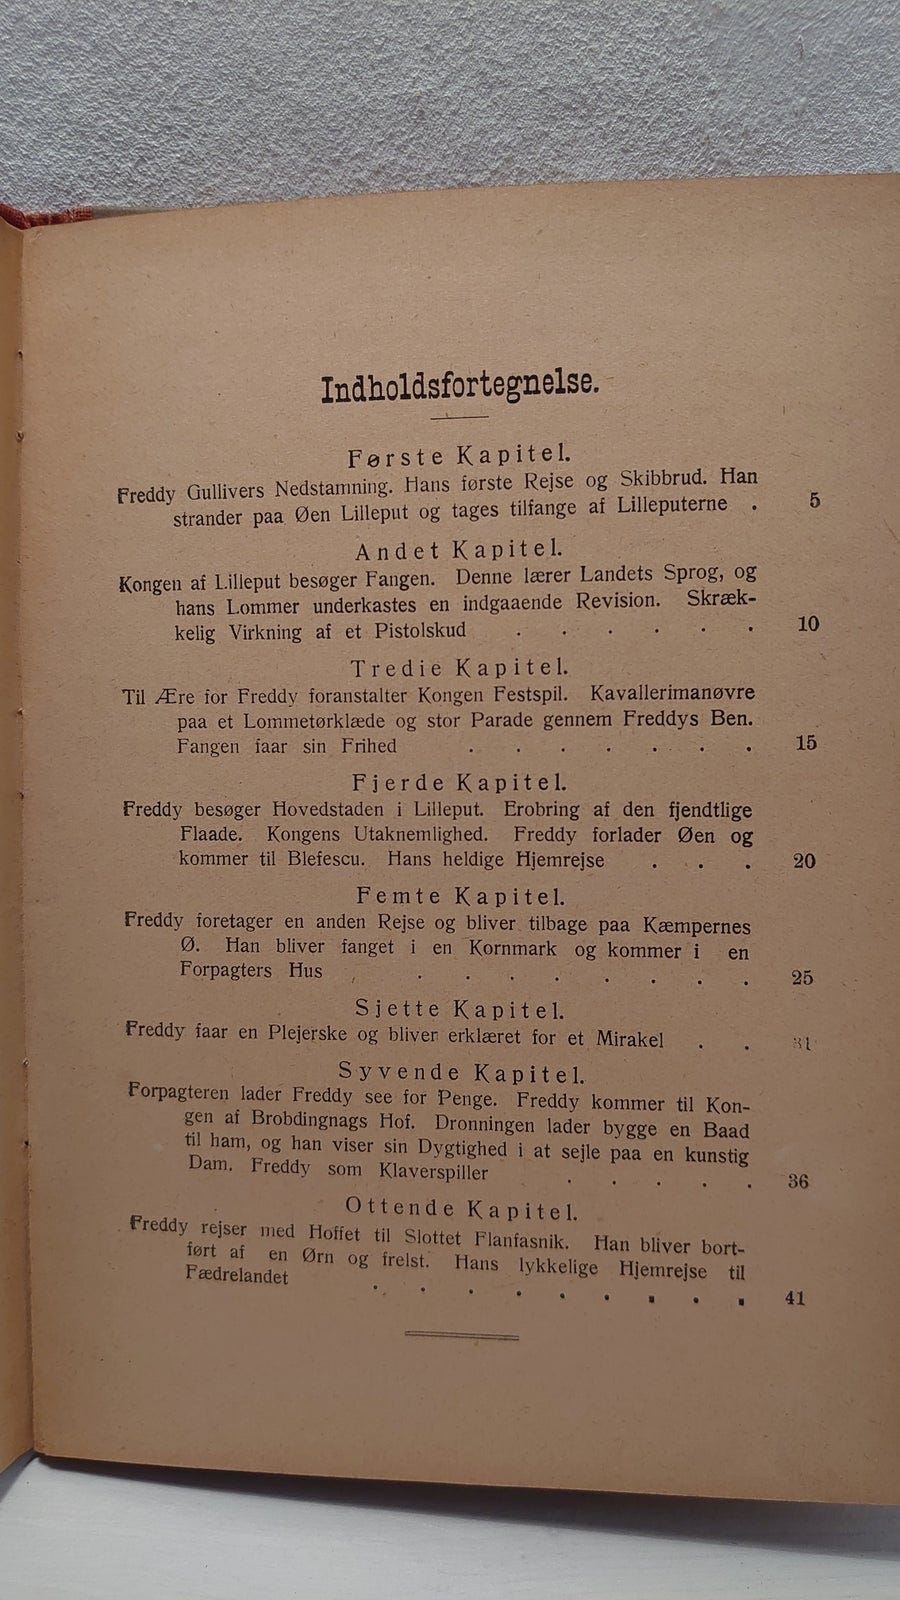 Indholdsfortegnelse.
Første Kapitel.
Freddy Gullivers Nedstamning. Hans første Rejse og Skibbrud. Han
strander paa Øen Lilleput og tages tilfange af Lilleputerne . 5
Andet Kapitel.
Kongen af Lilleput besøger Fangen. Denne lærer Landets Sprog, og
hans Lommer underkastes en indgaaende Revision. Skræk-
kelig Virkning af et Pistolskud . . . . . . 10
Tredie Kapitel.
Til Ære for Freddy foranstalter Kongen Festspil. Kavallerimanøvre
paa et Lommetørklæde og stor Parade gennem Freddys Ben.
Fangen faar sin Frihed . . . . . . . 15
Fjerde Kapitel.
Freddy besøger Hovedstaden i Lilleput. Erobring af den fjendtlige
Flaade. Kongens Utaknemlighed. Freddy forlader Øen og
kommer til Blefescu. Hans heldige Hjemrejse . . . 20
Femte Kapitel.
Freddy foretager en anden Rejse og bliver tilbage paa Kæmpernes
Ø. Han bliver fanget i en Kornmark og kommer i en
Forpagters Hus . . . . . . . . 25
Sjette Kapitel.
Freddy faar en Plejerske og bliver erklæret for et Mirakel . . 31
Syvende Kapitel.
Forpagteren lader Freddy see for Penge. Freddy kommer til Kon-
gen af Brobdingnags Hof. Dronningen lader bygge en Baad
til ham, og han viser sin Dygtighed i at sejle paa en kunstig
Dam. Freddy som Klaverspiller . . . . . 36
Ottende Kapitel.
Freddy rejser med Hoffet til Slottet Flanfasnik. Han bliver bort-
ført af en Ørn og frelst. Hans lykkelige Hjemrejse til
Fædrelandet . . . . . . . . . 41